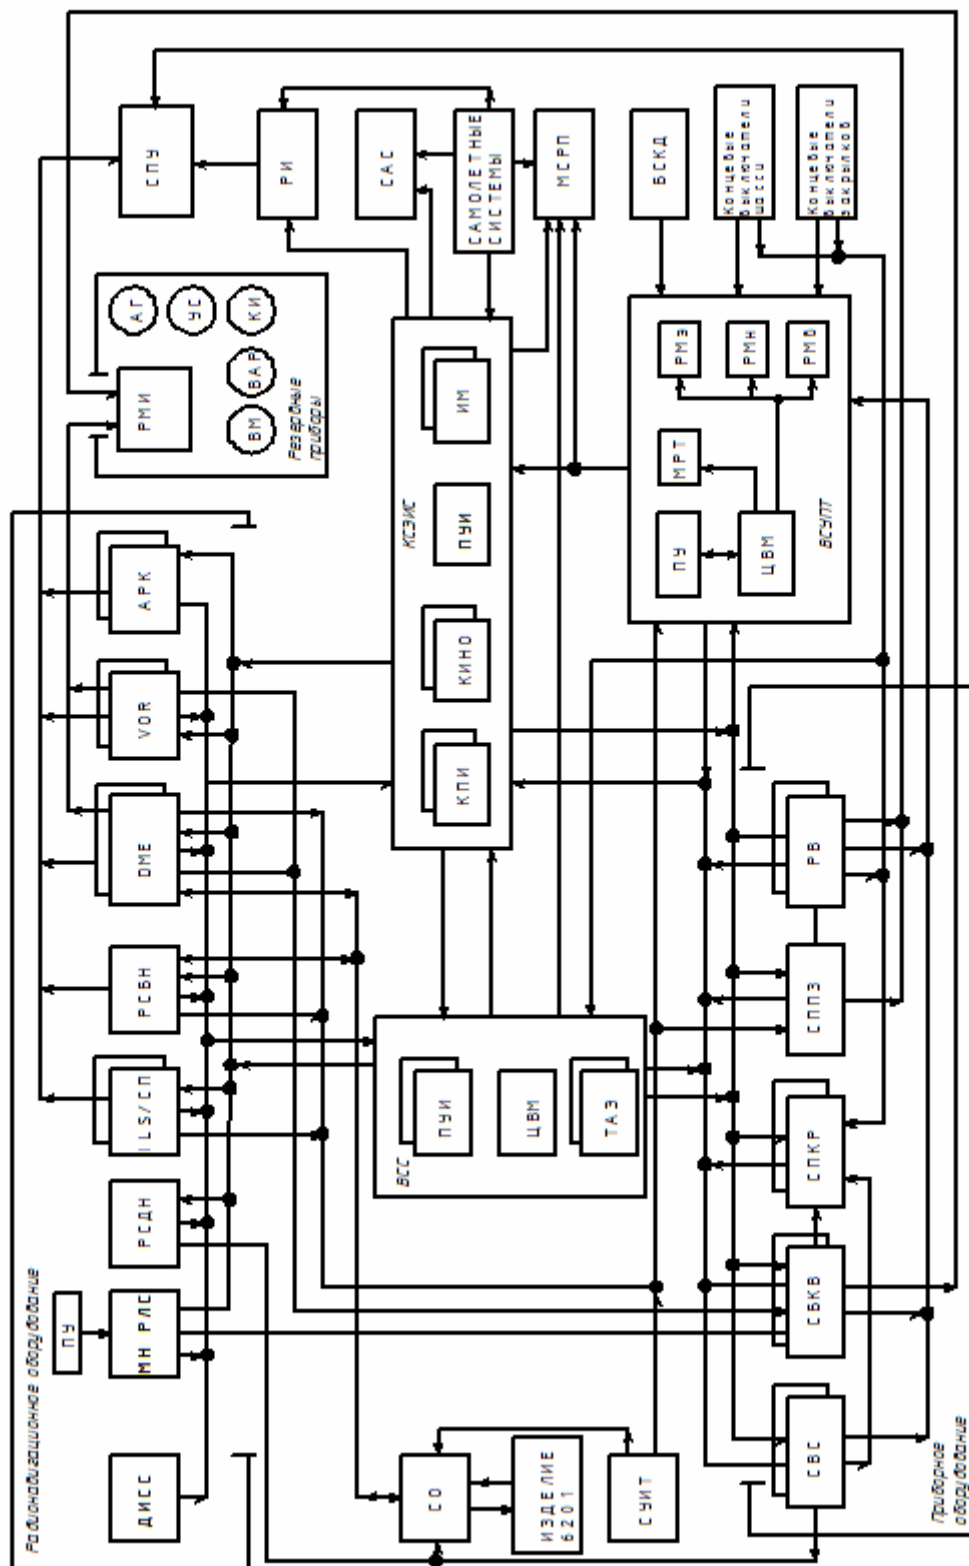 Радионавигационное оборудование
ПУ
ДИСС
МН РЛС
РСДН
ILS/СП
РСБН
DME
VOR
АРК
РМИ
АГ
УС
КИ
ВМ
ВАР
Резервные
приборы
СПУ
РИ
САС
САМОЛЕТНЫЕ
СИСТЕМЫ
МСРП
СО
ИЗДЕЛИЕ
6201
СУИТ
ВСС
ПУИ
ЦВМ
ТАЭ
КСЭИС
КПИ
КИНО
ПУИ
ИМ
БСКД
Концевые
выключатели
шасси
Концевые
выключатели
закрылков
ПУ
МРТ
ЦВМ
РМэ
РМн
РМв
ВСУПТ
СВС
СБКВ
СПКР
СППЗ
РВ
Приборное
оборудование